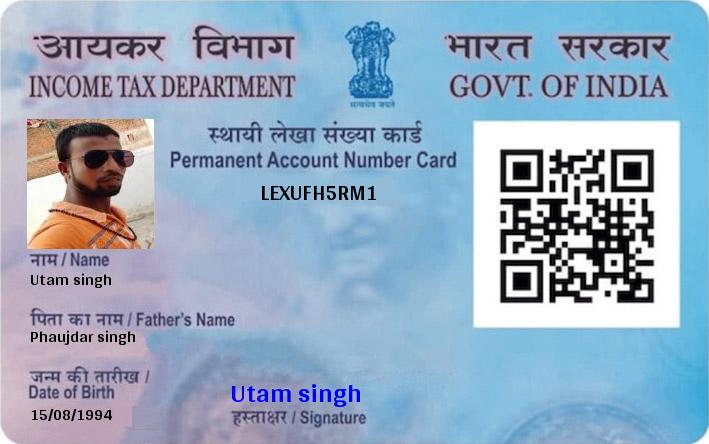 आयकर विभाग
INCOME TAX DEPARTMENT
सत्यमेव जयते
भारत सरकार
GOVT. OF INDIA
स्थायी लेखा संख्या कार्ड
Permanent Account Number Card
LEXUFH5RM1
नाम / Name
Utam singh
पिता का नाम / Father's Name
Phaujdar singh
जन्म की तारीख /
Date of Birth
15/08/1994
Utam singh
हस्ताक्षर / Signature